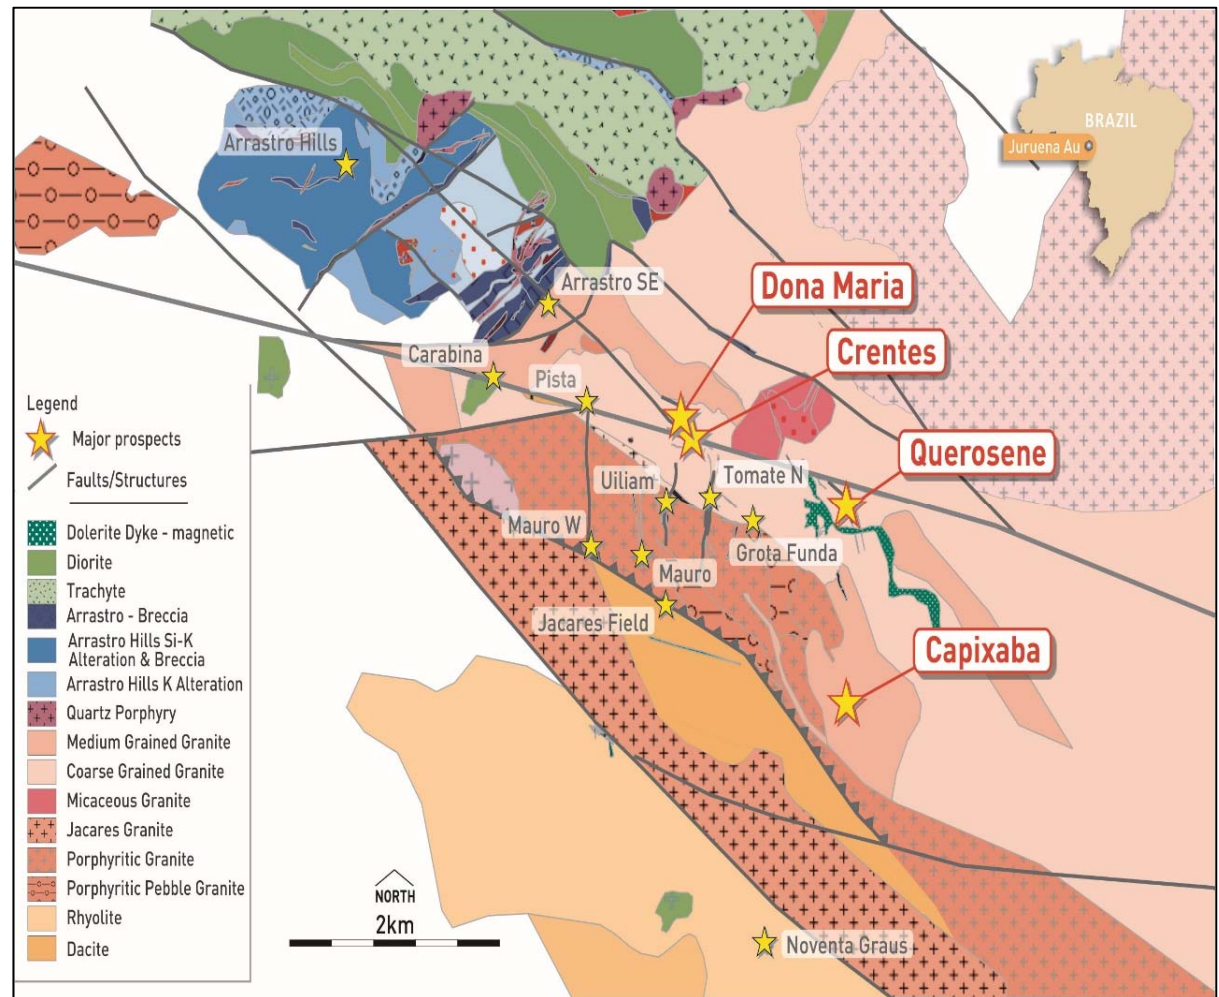 BRAZIL
Juruena Au
Arrastro Hills
Arrastro SE
Dona Maria
Crentes
Carabina
Pista
Querosene
Uiliam
Tomate N
Mauro W
Grota Funda
Mauro
Jacares Field
Capixaba
Noventa Graus
Legend
Major prospects
Faults/Structures
Dolerite Dyke - magnetic
Diorite
Trachyte
Arrastro - Breccia
Arrastro Hills Si-K
Alteration & Breccia
Arrastro Hills K Alteration
Quartz Porphyry
Medium Grained Granite
Coarse Grained Granite
Micaceous Granite
Jacares Granite
Porphyritic Granite
Porphyritic Pebble Granite
Rhyolite
Dacite
NORTH
2km